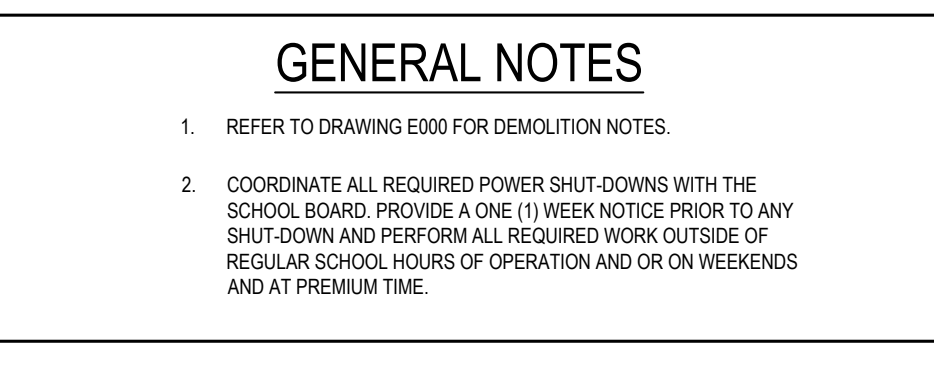 GENERAL NOTES
1. REFER TO DRAWING E000 FOR DEMOLITION NOTES.
2. COORDINATE ALL REQUIRED POWER SHUT-DOWNS WITH THE
SCHOOL BOARD. PROVIDE A ONE (1) WEEK NOTICE PRIOR TO ANY
SHUT-DOWN AND PERFORM ALL REQUIRED WORK OUTSIDE OF
REGULAR SCHOOL HOURS OF OPERATION AND OR ON WEEKENDS
AND AT PREMIUM TIME.